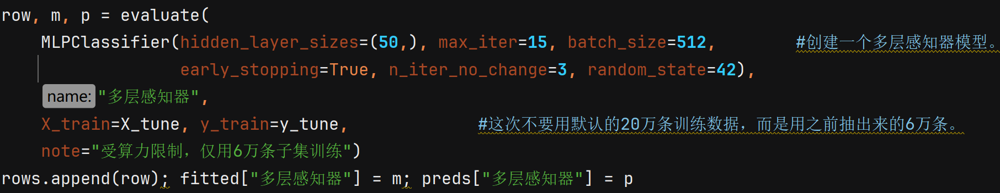 row, m, p = evaluate(
MLPClassifier(hidden_layer_sizes=(50,), max_iter=15, batch_size=512, #创建一个多层感知器模型。
early_stopping=True, n_iter_no_change=3, random_state=42),
name: "多层感知器",
X_train=X_tune, y_train=y_tune, #这次不要用默认的20万条训练数据，而是用之前抽出来的6万条。
note="受算力限制，仅用6万条子集训练")
rows.append(row); fitted["多层感知器"] = m; preds["多层感知器"] = p